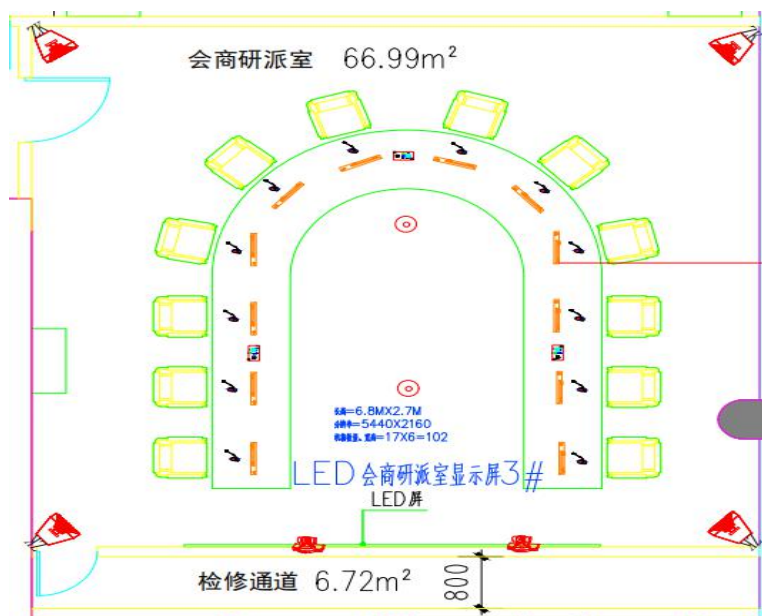 会商研派室 66.99m²
=6.8MX2.7M
=5440X2160
=17X6=102
LED会商研派室显示屏3#
LED屏
检修通道 6.72m²
800